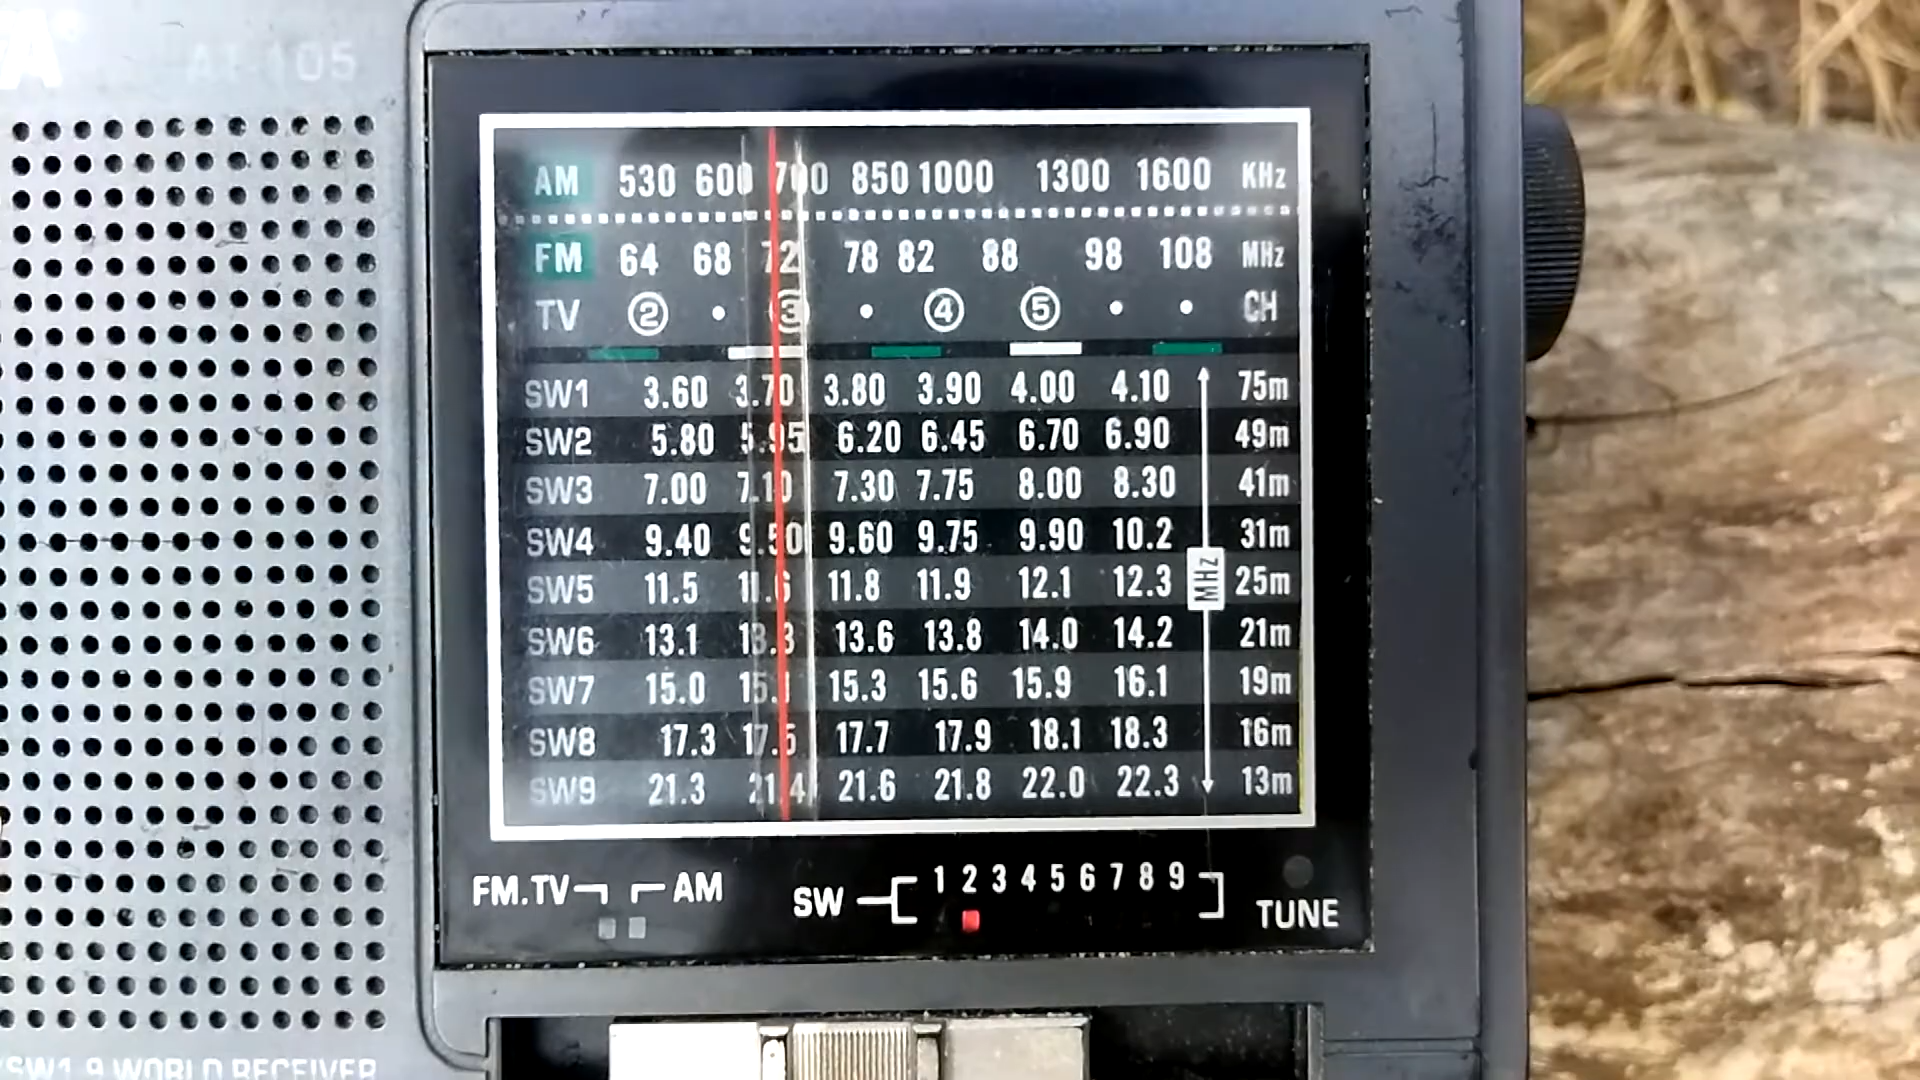 A
AT-105
AM 530 600 700 850 1000 1300 1600 KHz
FM 64 68 72 78 82 88 98 108 MHz
TV 2 3 4 5 CH
SW1 3.60 3.70 3.80 3.90 4.00 4.10 75m
SW2 5.80 5.95 6.20 6.45 6.70 6.90 49m
SW3 7.00 7.10 7.30 7.75 8.00 8.30 41m
SW4 9.40 9.50 9.60 9.75 9.90 10.2 31m
SW5 11.5 11.6 11.8 11.9 12.1 12.3 MHz 25m
SW6 13.1 13.3 13.6 13.8 14.0 14.2 21m
SW7 15.0 15.1 15.3 15.6 15.9 16.1 19m
SW8 17.3 17.5 17.7 17.9 18.1 18.3 16m
SW9 21.3 21.4 21.6 21.8 22.0 22.3 13m
FM.TV AM SW 1 2 3 4 5 6 7 8 9 TUNE
SW1-9 WORLD RECEIVER